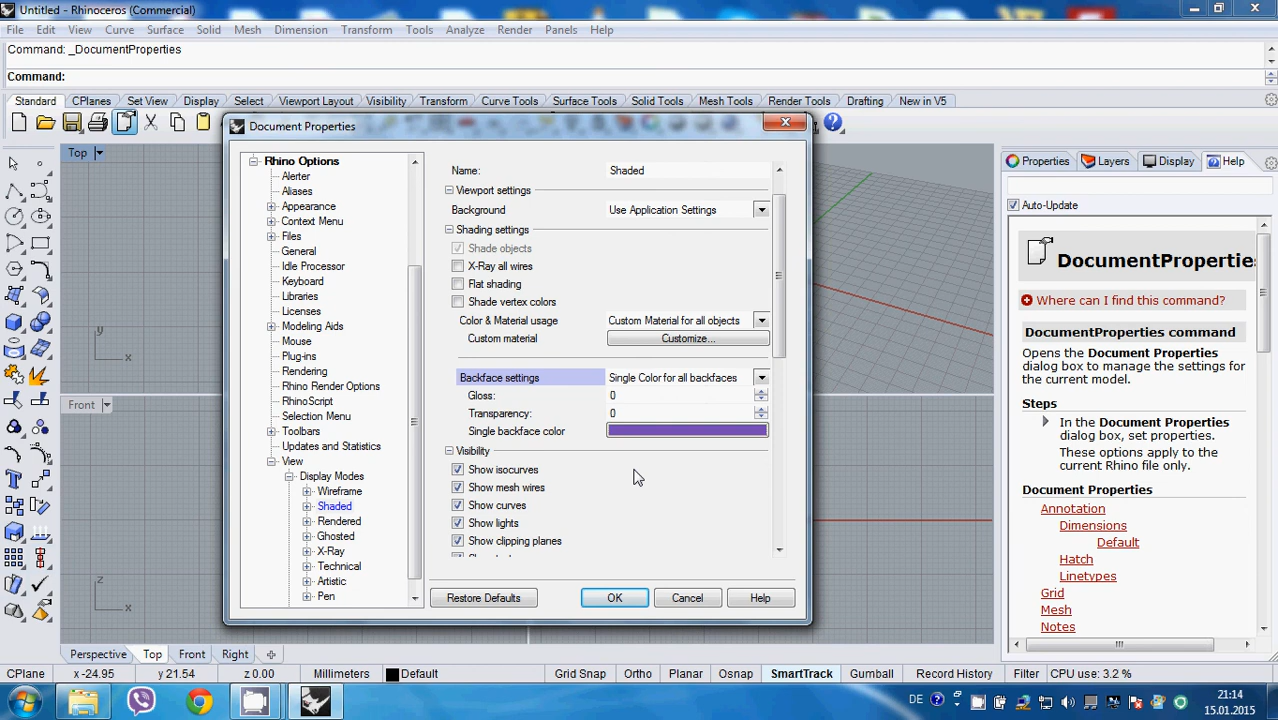 Untitled - Rhinoceros (Commercial)
File Edit View Curve Surface Solid Mesh Dimension Transform Tools Analyze Render Panels Help
Command: _DocumentProperties
Command:
Standard CPlanes Set View Display Select Viewport Layout Visibility Transform Curve Tools Surface Tools Solid Tools Mesh Tools Render Tools Drafting New in V5
Top
Front
y
x
z
x
Document Properties
Rhino Options
Alerter
Aliases
Appearance
Context Menu
Files
General
Idle Processor
Keyboard
Libraries
Licenses
Modeling Aids
Mouse
Plug-ins
Rendering
Rhino Render Options
RhinoScript
Selection Menu
Toolbars
Updates and Statistics
View
Display Modes
Wireframe
Shaded
Rendered
Ghosted
X-Ray
Technical
Artistic
Pen
Name: Shaded
Viewport settings
Background Use Application Settings
Shading settings
Shade objects
X-Ray all wires
Flat shading
Shade vertex colors
Color & Material usage Custom Material for all objects
Custom material Customize...
Backface settings Single Color for all backfaces
Gloss: 0
Transparency: 0
Single backface color
Visibility
Show isocurves
Show mesh wires
Show curves
Show lights
Show clipping planes
Restore Defaults OK Cancel Help
Properties Layers Display Help
Auto-Update
DocumentPropertie
Where can I find this command?
DocumentProperties command
Opens the Document Properties
dialog box to manage the settings for
the current model.
Steps
In the Document Properties
dialog box, set properties.
These options apply to the
current Rhino file only.
Document Properties
Annotation
Dimensions
Default
Hatch
Linetypes
Grid
Mesh
Notes
Perspective Top Front Right
CPlane x -24.95 y 21.54 z 0.00 Millimeters Default Grid Snap Ortho Planar Osnap SmartTrack Gumball Record History Filter CPU use: 3.2 %
DE
21:14
15.01.2015